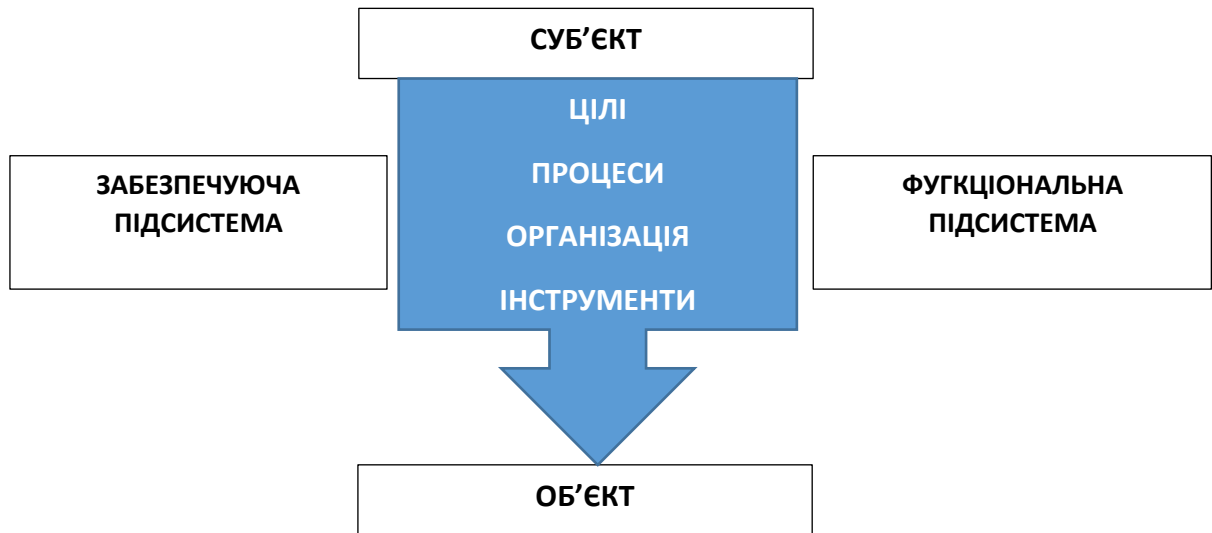 СУБ’ЄКТ
ЦІЛІ
ПРОЦЕСИ
ОРГАНІЗАЦІЯ
ІНСТРУМЕНТИ
ЗАБЕЗПЕЧУЮЧА
ПІДСИСТЕМА
ФУГКЦІОНАЛЬНА
ПІДСИСТЕМА
ОБ’ЄКТ